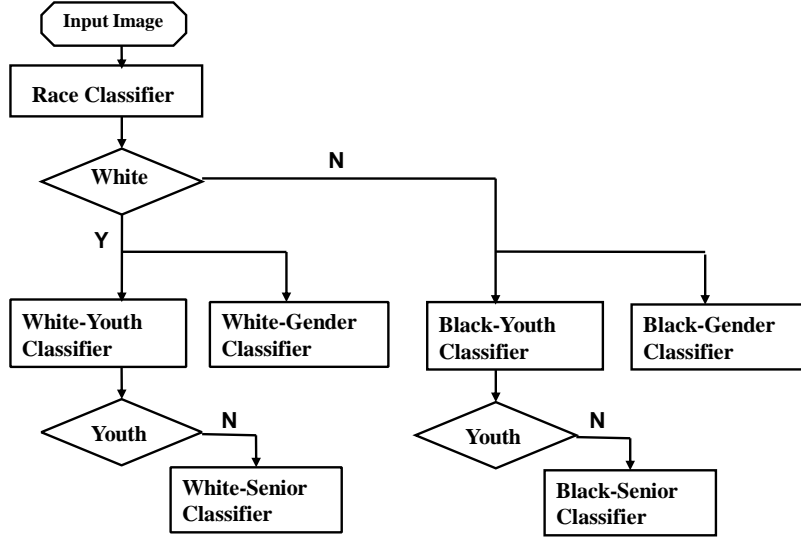 Input Image
Race Classifier
White
N
Y
White-Youth
Classifier
White-Gender
Classifier
Black-Youth
Classifier
Black-Gender
Classifier
Youth
N
Youth
N
White-Senior
Classifier
Black-Senior
Classifier